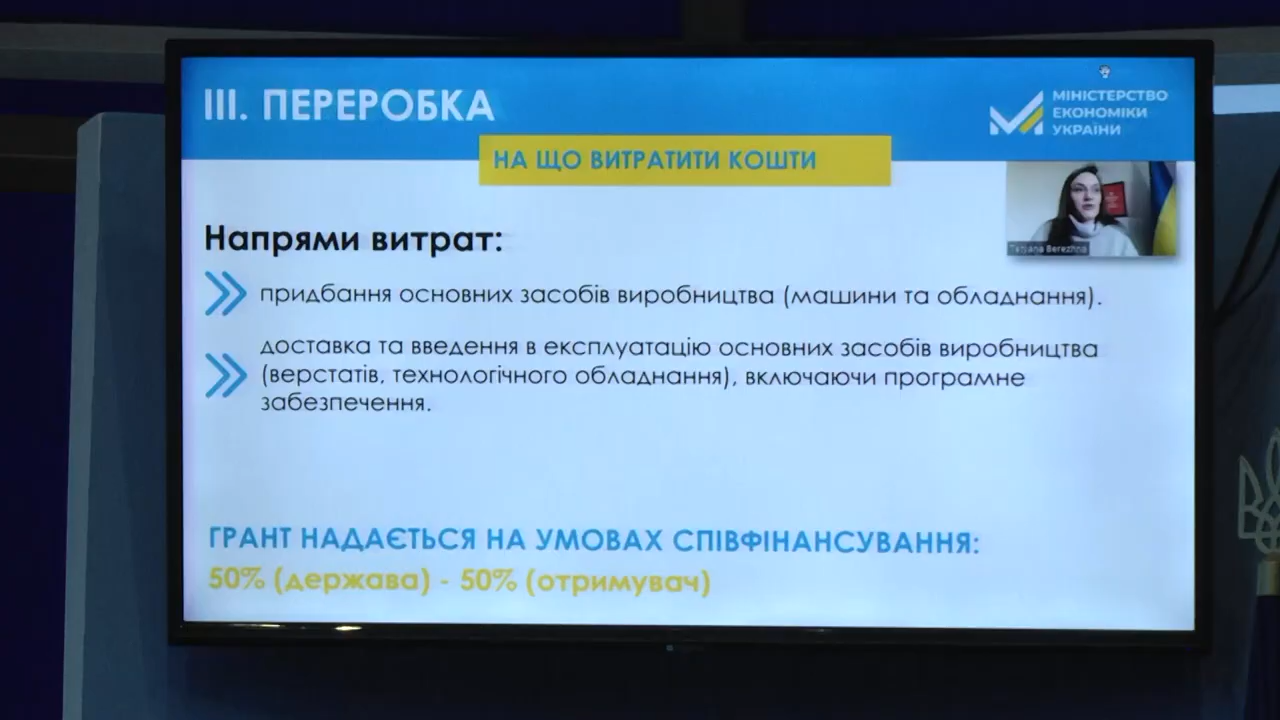 III. ПЕРЕРОБКА
МІНІСТЕРСТВО
ЕКОНОМІКИ
УКРАЇНИ
НА ЩО ВИТРАТИТИ КОШТИ
Tetjana Berezhna
Напрями витрат:
придбання основних засобів виробництва (машини та обладнання).
доставка та введення в експлуатацію основних засобів виробництва
(верстатів, технологічного обладнання), включаючи програмне
забезпечення.
ГРАНТ НАДАЄТЬСЯ НА УМОВАХ СПІВФІНАНСУВАННЯ:
50% (держава) - 50% (отримувач)